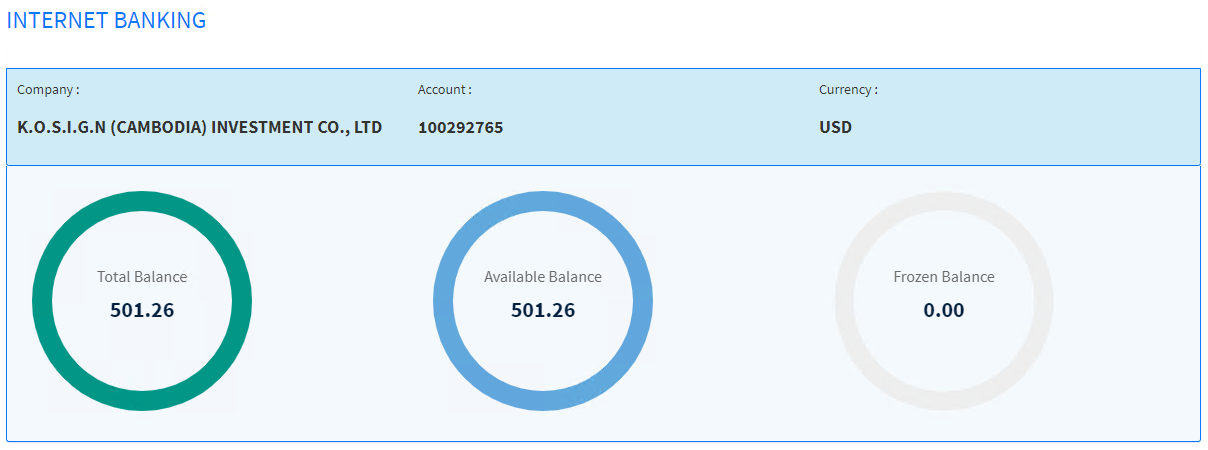 INTERNET BANKING
Company :
K.O.S.I.G.N (CAMBODIA) INVESTMENT CO., LTD
Account :
100292765
Currency :
USD
Total Balance
501.26
Available Balance
501.26
Frozen Balance
0.00